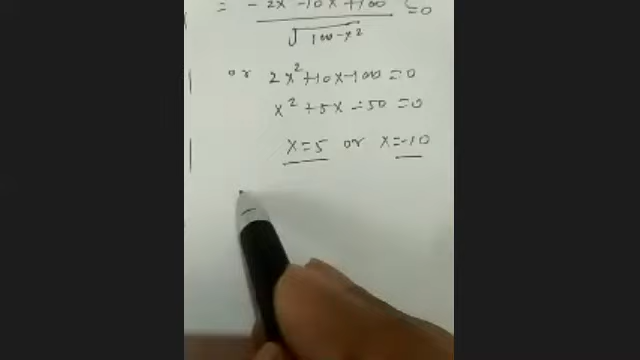 = -2x² -10x +100 / √100-x² = 0
or 2x²+10x-100=0
x²+5x-50=0
x=5 or x=-10